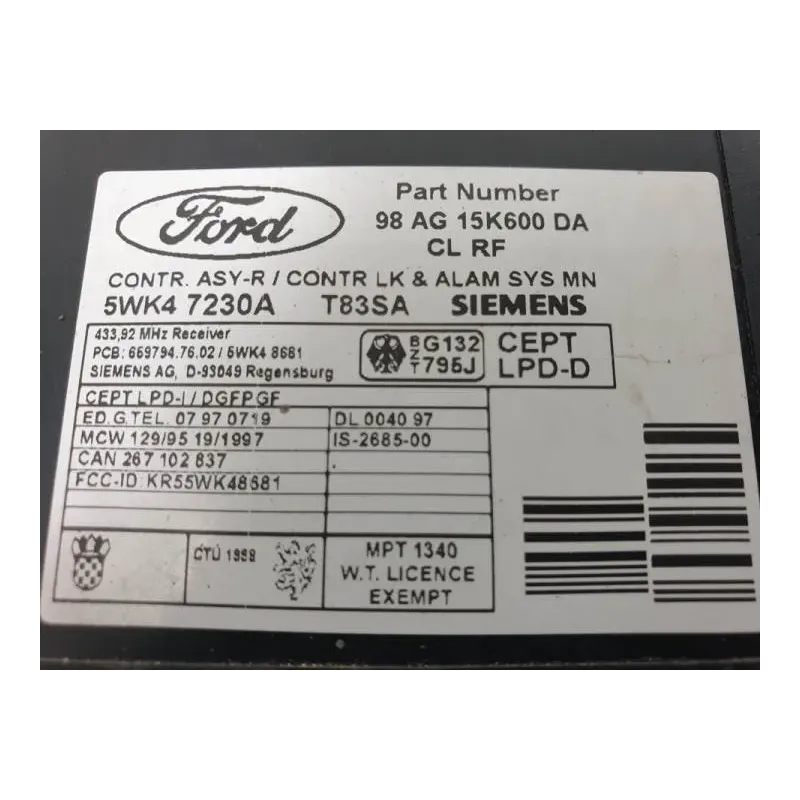 Ford
Part Number
98 AG 15K600 DA
CL RF
CONTR. ASY-R / CONTR LK & ALAM SYS MN
5WK4 7230A T83SA SIEMENS
433,92 MHz Receiver
PCB: 659794.76.02 / 5WK4 8681
SIEMENS AG, D-93049 Regensburg
BZT G132 795J
CEPT
LPD-D
CEPT LPD-I / DGFPGF
ED.G.TEL. 07 97 0719 DL 0040 97
MCW 129/95 19/1997 IS-2685-00
CAN 267 102 837
FCC-ID: KR55WK48681
CTÚ 1998
MPT 1340
W.T. LICENCE
EXEMPT